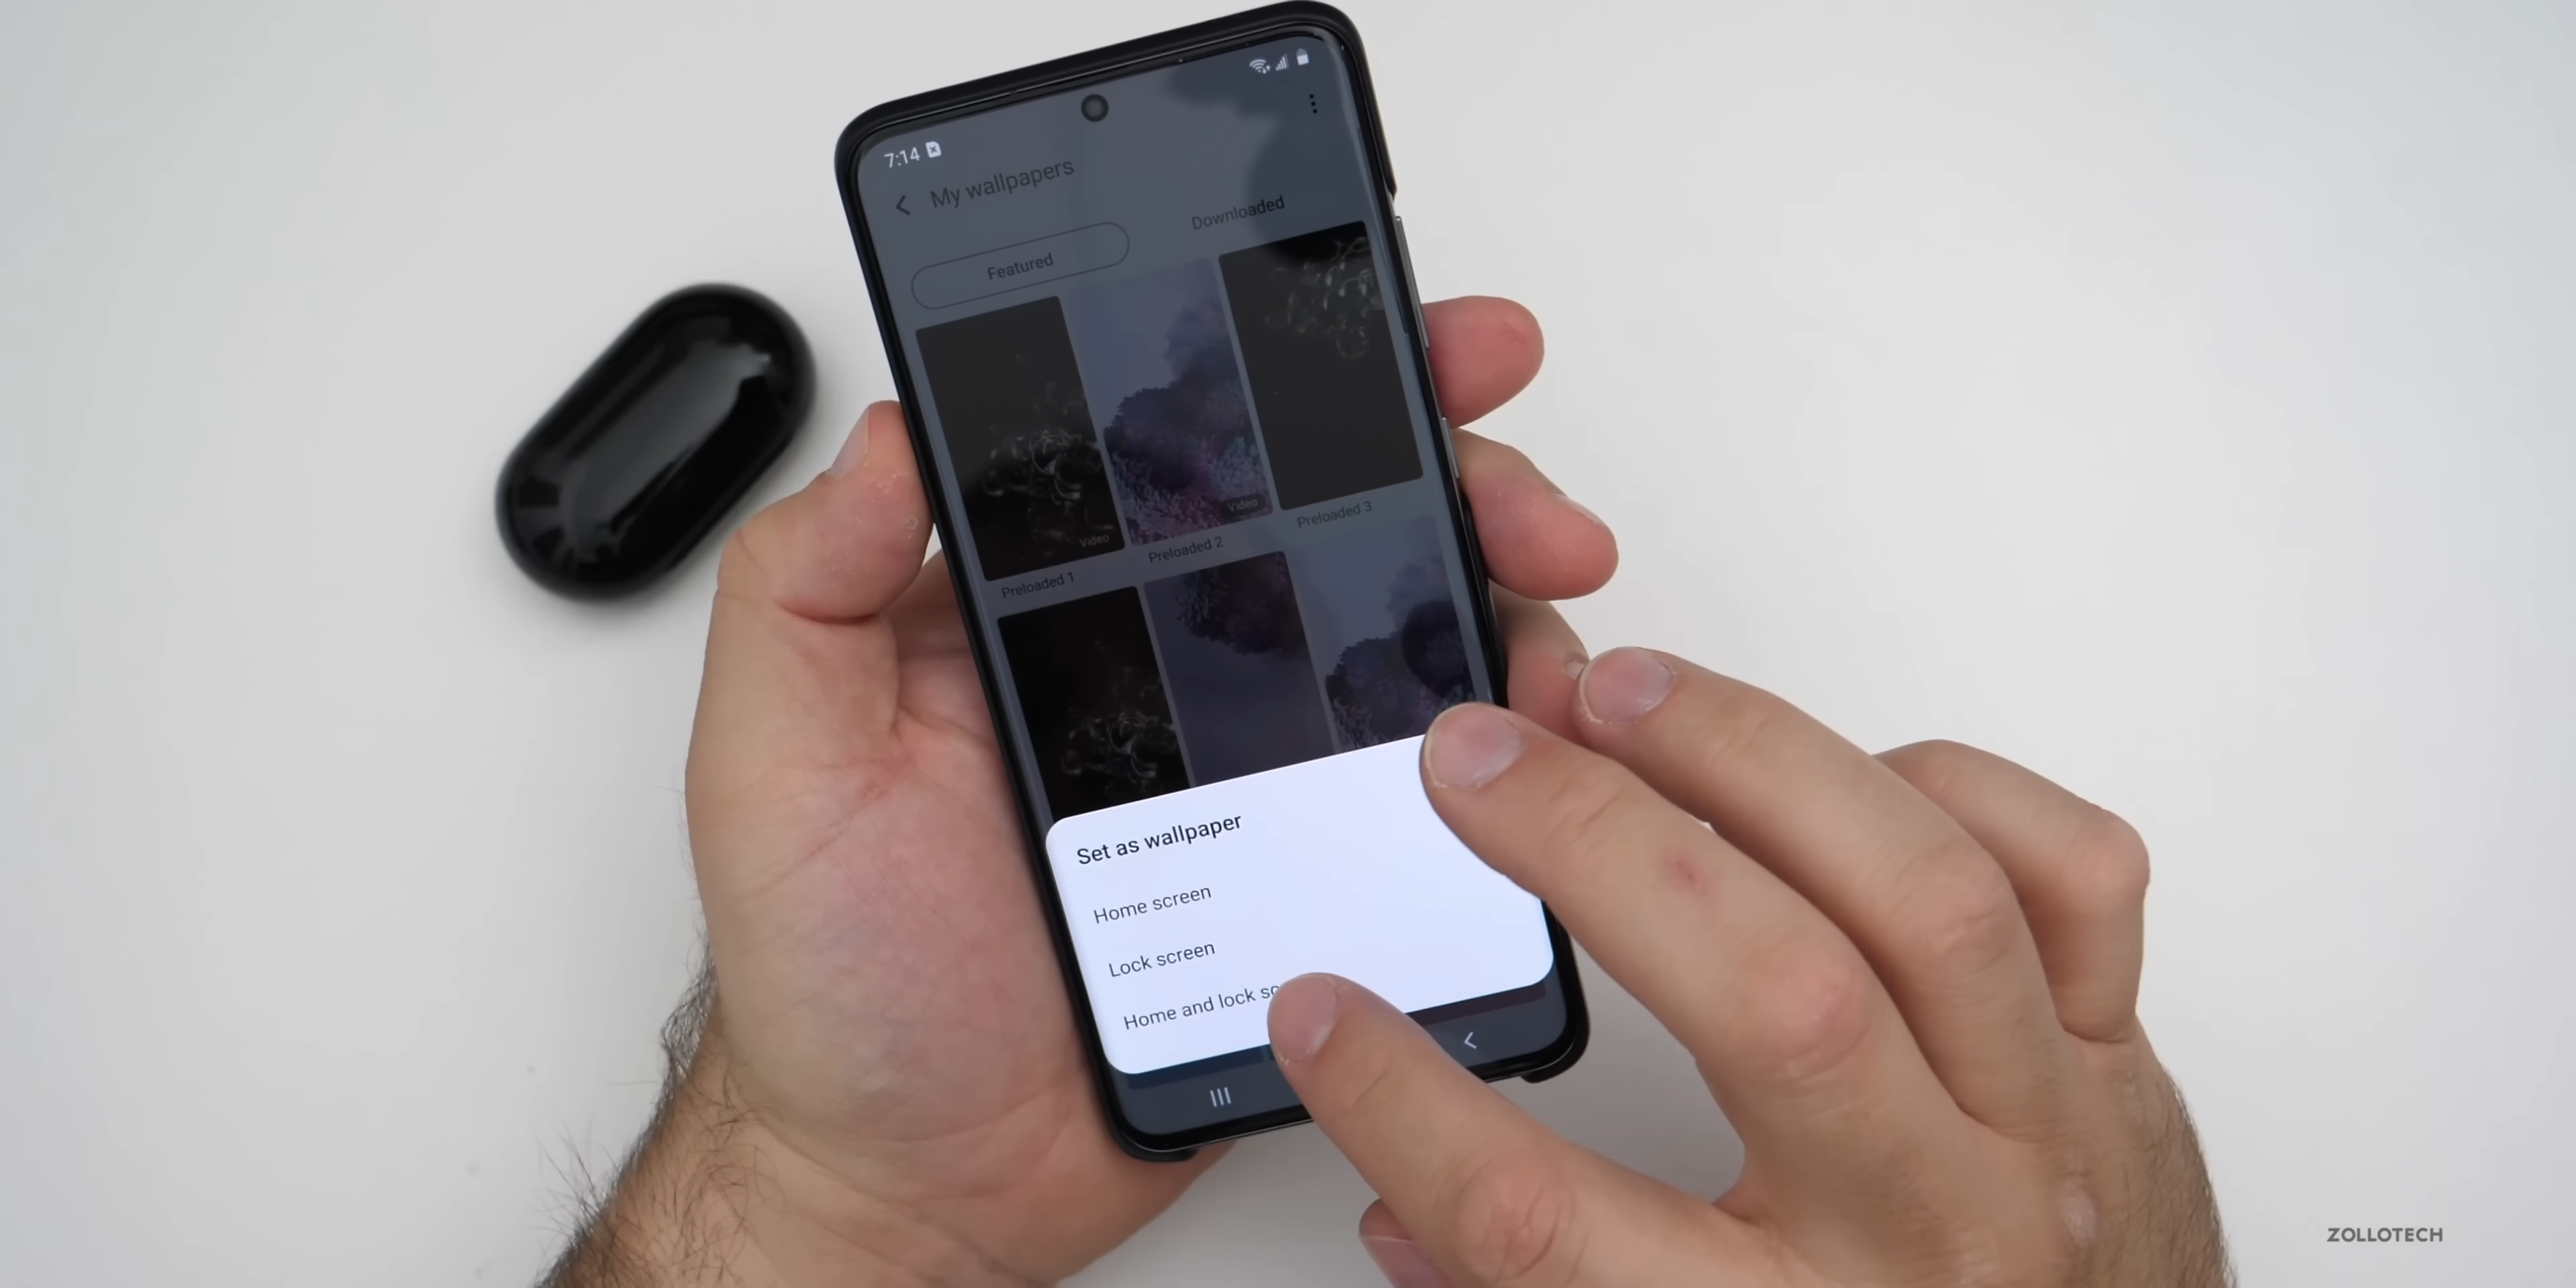 7:14
My wallpapers
Featured
Downloaded
Video
Video
Preloaded 1
Preloaded 2
Preloaded 3
Set as wallpaper
Home screen
Lock screen
Home and lock sc
ZOLLOTECH